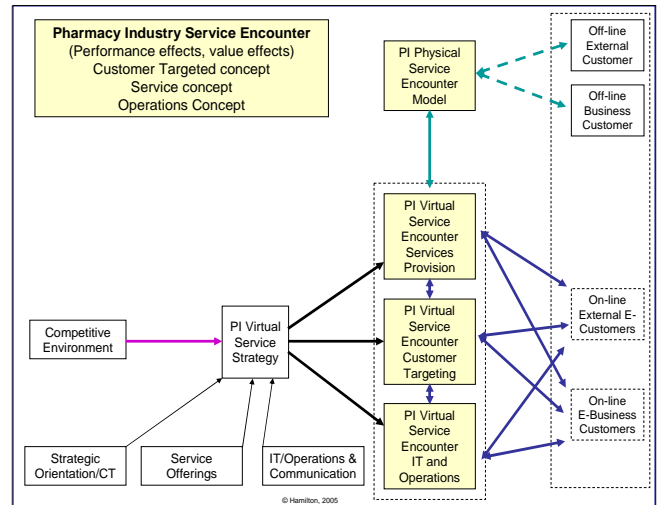 Pharmacy Industry Service Encounter
(Performance effects, value effects)
Customer Targeted concept
Service concept
Operations Concept
PI Physical
Service
Encounter
Model
Off-line
External
Customer
Off-line
Business
Customer
PI Virtual
Service
Encounter
Services
Provision
Competitive
Environment
PI Virtual
Service
Strategy
PI Virtual
Service
Encounter
Customer
Targeting
On-line
External E-
Customers
On-line
E-Business
Customers
PI Virtual
Service
Encounter
IT and
Operations
Strategic
Orientation/CT
Service
Offerings
IT/Operations &
Communication
© Hamilton, 2005